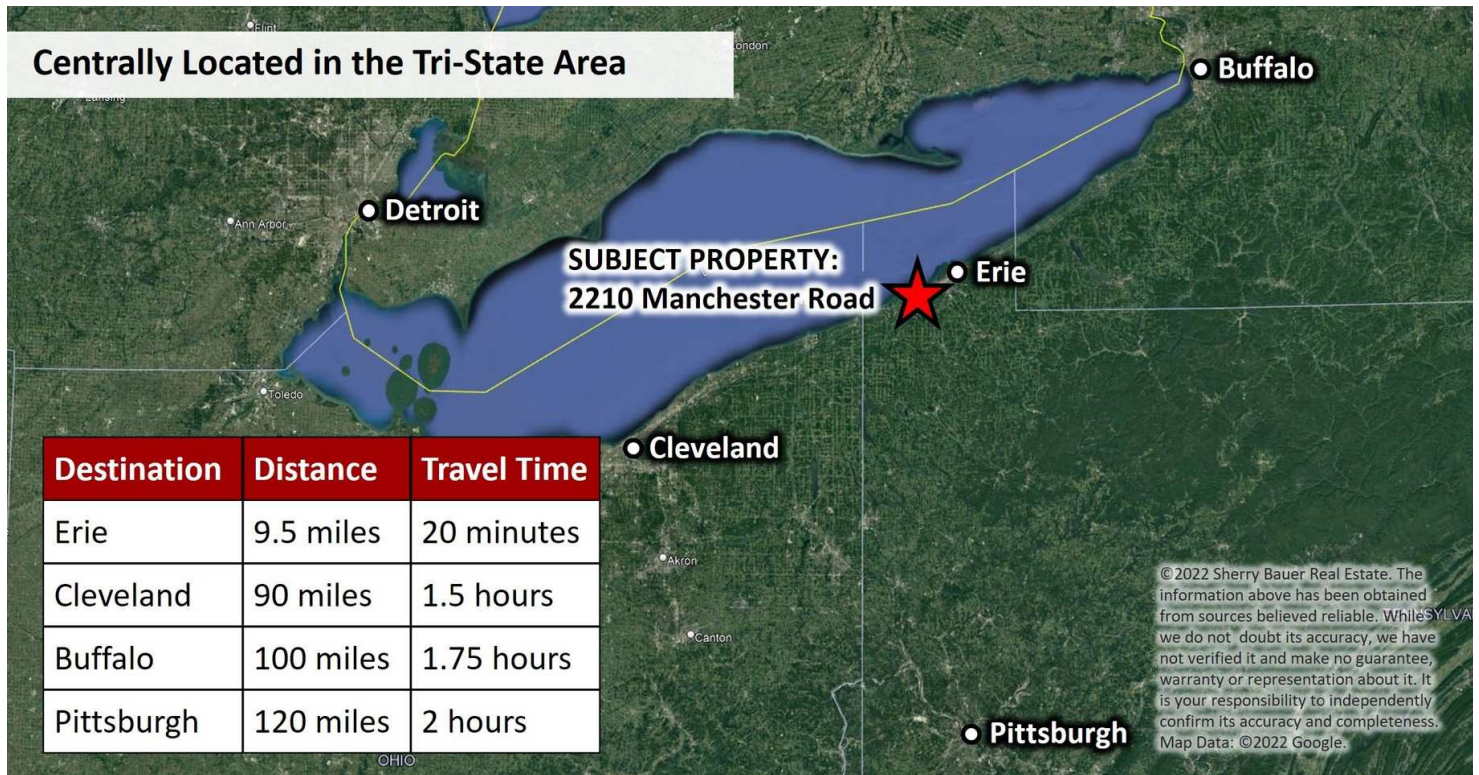 Flint
London
Centrally Located in the Tri-State Area
Lansing
Buffalo
Detroit
Ann Arbor
SUBJECT PROPERTY:
2210 Manchester Road
Erie
Toledo
Cleveland
Destination Distance Travel Time
Erie 9.5 miles 20 minutes
Cleveland 90 miles 1.5 hours
Buffalo 100 miles 1.75 hours
Pittsburgh 120 miles 2 hours
Akron
Canton
OHIO
Pittsburgh
©2022 Sherry Bauer Real Estate. The
information above has been obtained
from sources believed reliable. While
we do not doubt its accuracy, we have
not verified it and make no guarantee,
warranty or representation about it. It
is your responsibility to independently
confirm its accuracy and completeness.
Map Data: ©2022 Google.